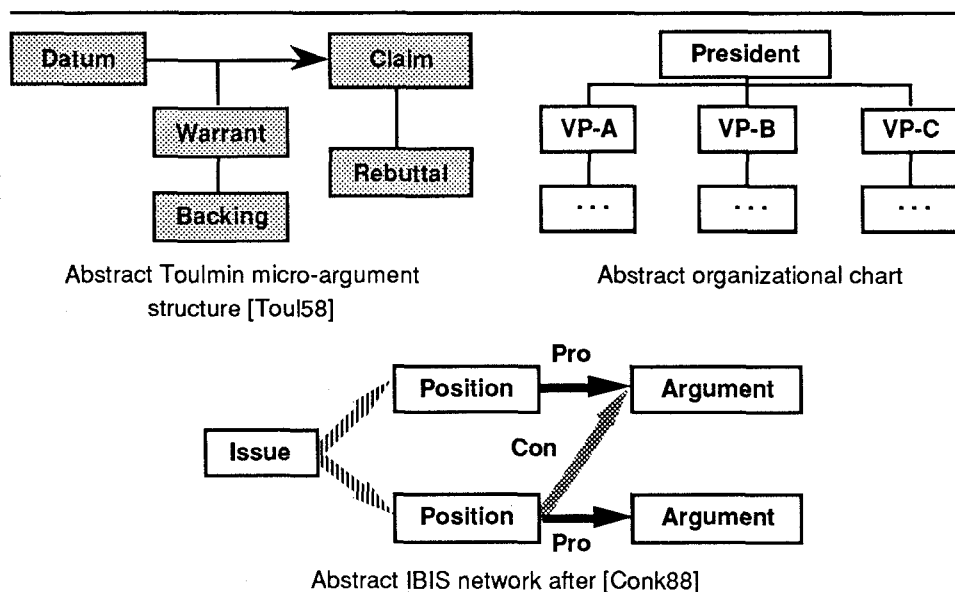 Datum
Claim
Warrant
Rebuttal
Backing
Abstract Toulmin micro-argument
structure [Toul58]
President
VP-A VP-B VP-C
... ... ...
Abstract organizational chart
Pro
Position Argument
Issue
Con
Position Argument
Pro
Abstract IBIS network after [Conk88]